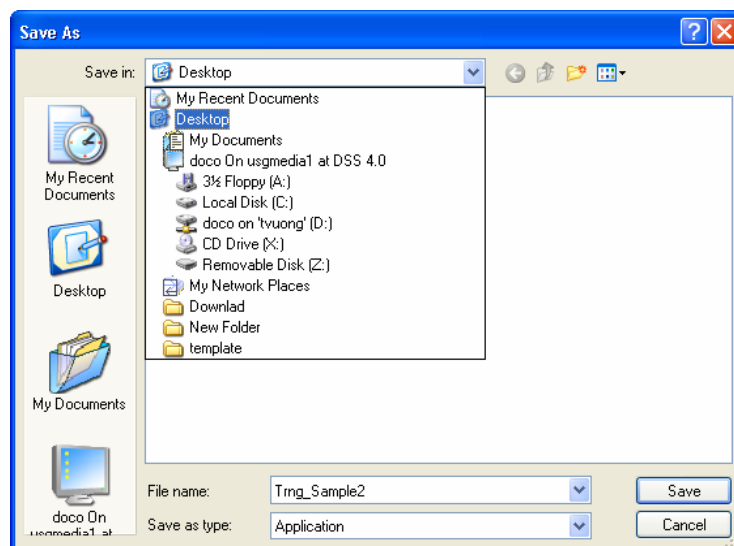 Save As
Save in:
Desktop
My Recent Documents
Desktop
My Documents
doco On usgmedia1 at DSS 4.0
3½ Floppy (A:)
Local Disk (C:)
doco on 'tvuong' (D:)
CD Drive (X:)
Removable Disk (Z:)
My Network Places
Downlad
New Folder
template
My Recent
Documents
Desktop
My Documents
doco On
usgmedia1 at
File name:
Trng_Sample2
Save
Save as type:
Application
Cancel